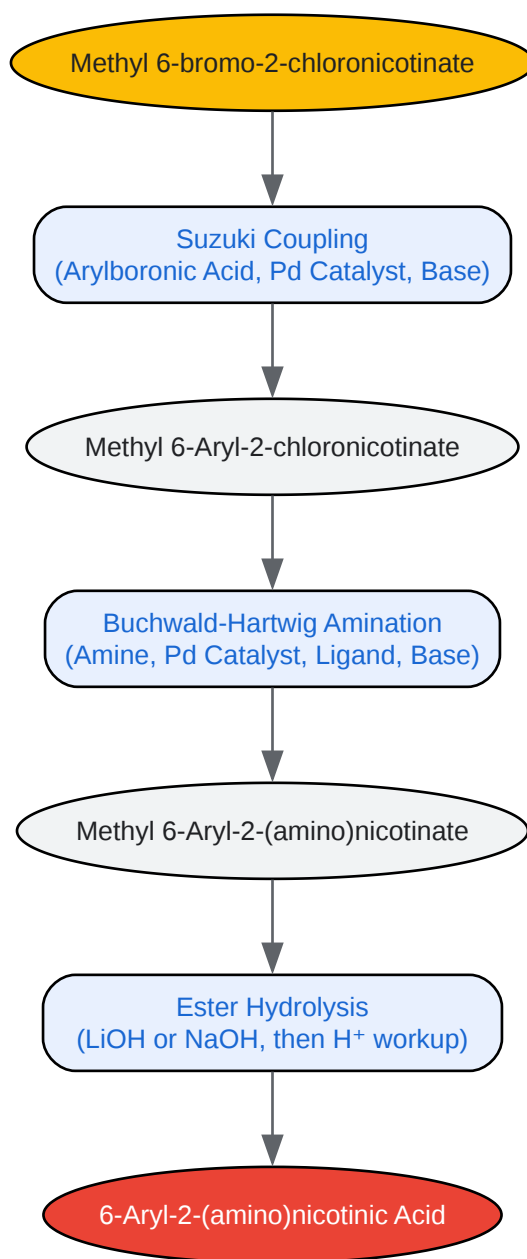 Methyl 6-bromo-2-chloronicotinate
Suzuki Coupling
(Arylboronic Acid, Pd Catalyst, Base)
Methyl 6-Aryl-2-chloronicotinate
Buchwald-Hartwig Amination
(Amine, Pd Catalyst, Ligand, Base)
Methyl 6-Aryl-2-(amino)nicotinate
Ester Hydrolysis
(LiOH or NaOH, then H⁺ workup)
6-Aryl-2-(amino)nicotinic Acid